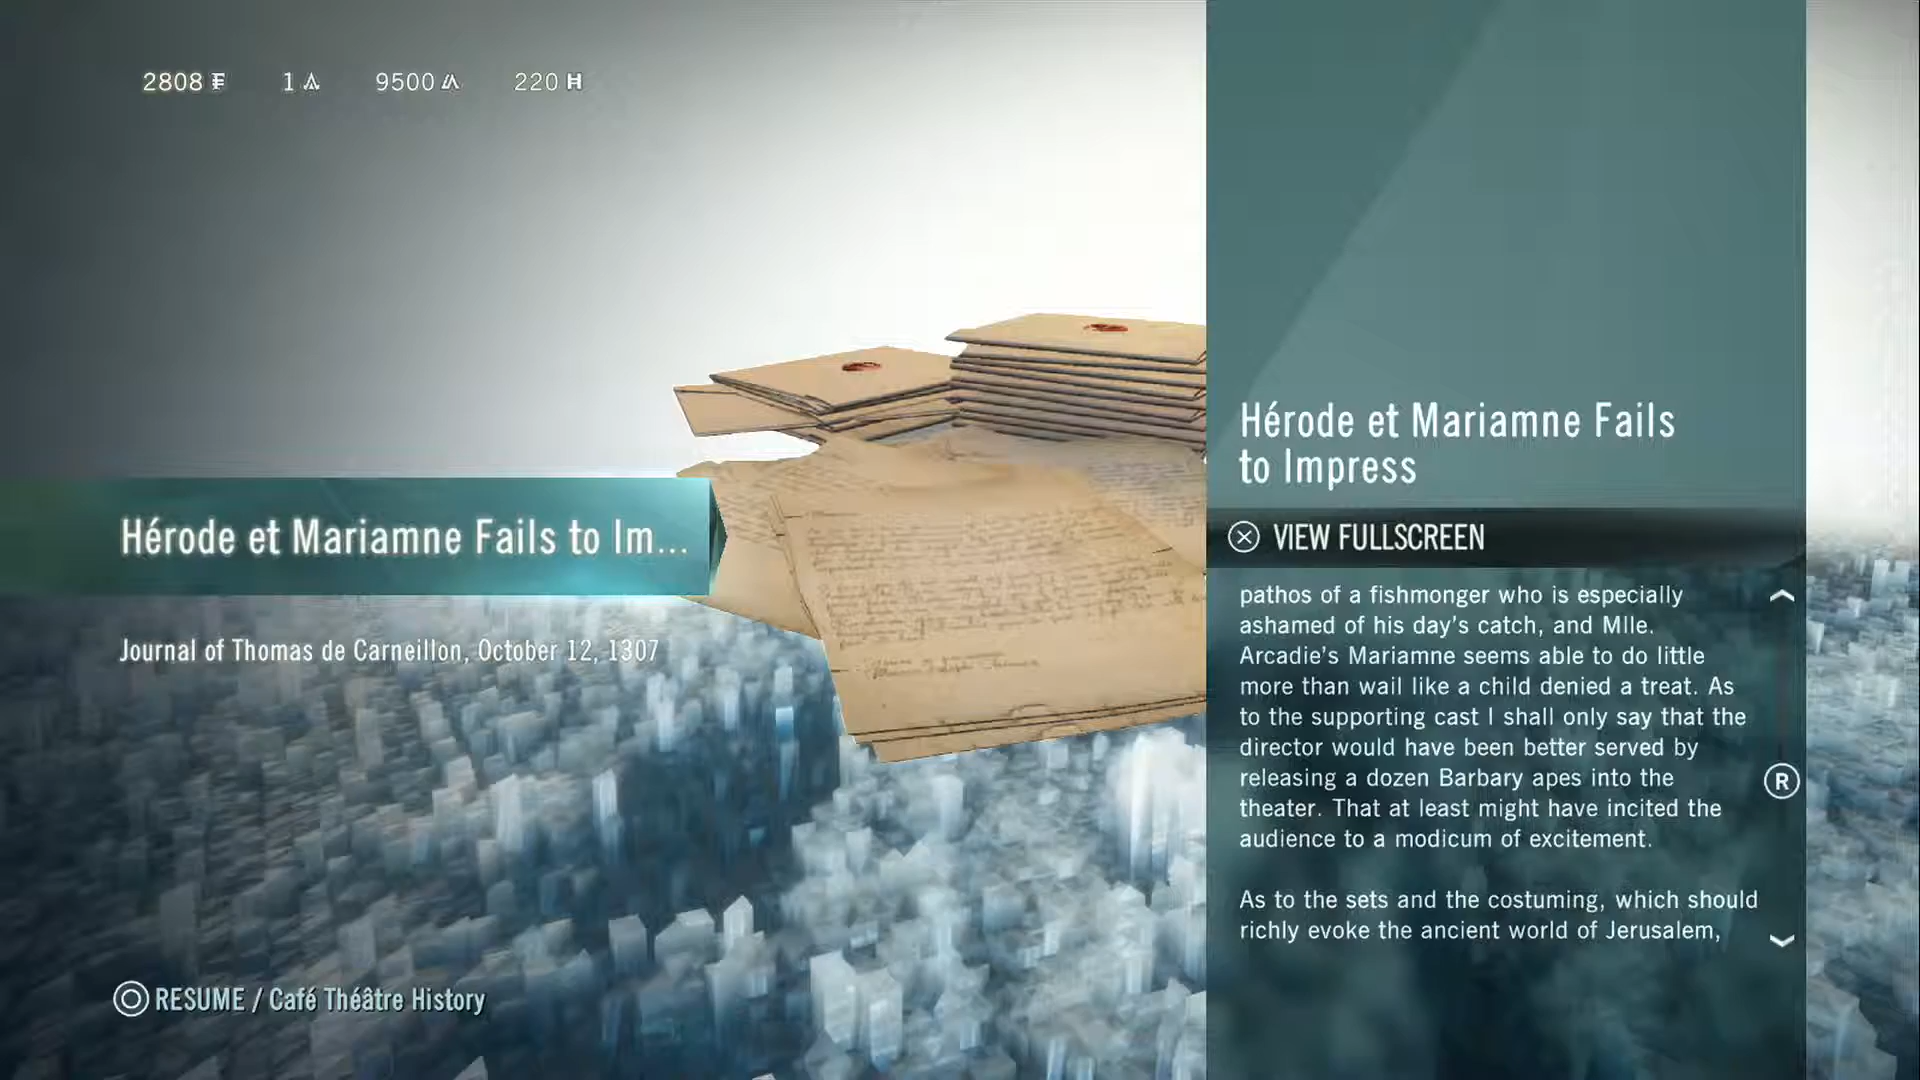 2808
1
9500
220 H
Hérode et Mariamne Fails to Im...
Journal of Thomas de Carneillon, October 12, 1307
RESUME / Café Théâtre History
Hérode et Mariamne Fails
to Impress
VIEW FULLSCREEN
pathos of a fishmonger who is especially
ashamed of his day's catch, and Mlle.
Arcadie's Mariamne seems able to do little
more than wail like a child denied a treat. As
to the supporting cast I shall only say that the
director would have been better served by
releasing a dozen Barbary apes into the
theater. That at least might have incited the
audience to a modicum of excitement.
As to the sets and the costuming, which should
richly evoke the ancient world of Jerusalem,
R